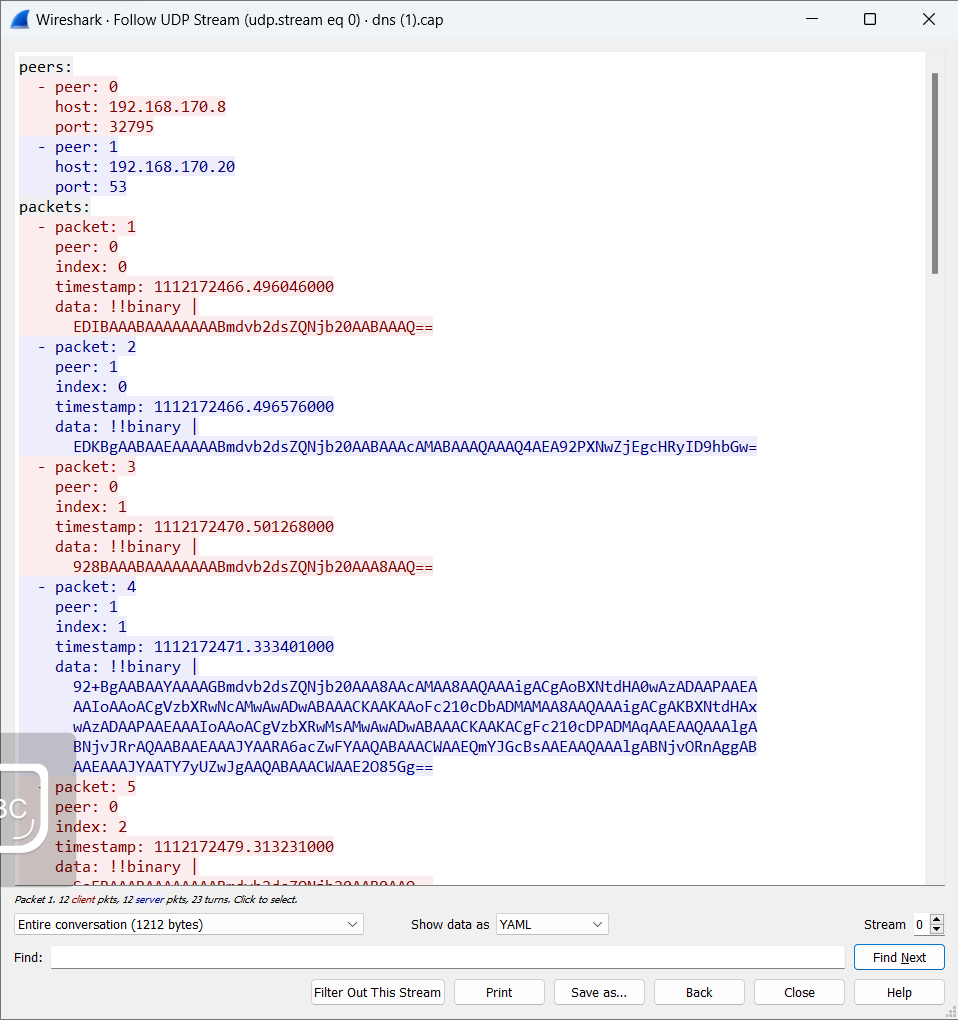 Wireshark · Follow UDP Stream (udp.stream eq 0) · dns (1).cap
peers:
- peer: 0
host: 192.168.170.8
port: 32795
- peer: 1
host: 192.168.170.20
port: 53
packets:
- packet: 1
peer: 0
index: 0
timestamp: 1112172466.496046000
data: !!binary |
EDIBAAABAAAAAAAABmdvb2dsZQNjb20AABAAAQ==
- packet: 2
peer: 1
index: 0
timestamp: 1112172466.496576000
data: !!binary |
EDKBgAABAAEAAAAABmdvb2dsZQNjb20AABAAAcAMABAAAQAAAQ4AEA92PXNwZjEgcHRyID9hbGw=
- packet: 3
peer: 0
index: 1
timestamp: 1112172470.501268000
data: !!binary |
928BAAABAAAAAAAABmdvb2dsZQNjb20AAA8AAQ==
- packet: 4
peer: 1
index: 1
timestamp: 1112172471.333401000
data: !!binary |
92+BgAABAAYAAAAGBmdvb2dsZQNjb20AAA8AAcAMAA8AAQAAAigACgAoBXNtdHA0wAzADAAPAAEA
AAIoAAoACgVzbXRwNcAMwAwADwABAAACKAAKAAoFc210cDbADMAMAA8AAQAAAigACgAKBXNtdHAx
wAzADAAPAAEAAAIoAAoACgVzbXRwMsAMwAwADwABAAACKAAKACgFc210cDPADMAqAAEAAQAAAlgA
BNjvJRrAQAABAAEAAAJYAARA6acZwFYAAQABAAACWAAEQmYJGcBsAAEAAQAAAlgABNjvORnAggAB
AAEAAAJYAATY7yUZwJgAAQABAAACWAAE2O85Gg==
- packet: 5
peer: 0
index: 2
timestamp: 1112172479.313231000
data: !!binary |
Packet 1. 12 client pkts, 12 server pkts, 23 turns. Click to select.
Entire conversation (1212 bytes) Show data as YAML Stream 0
Find: Find Next
Filter Out This Stream Print Save as... Back Close Help